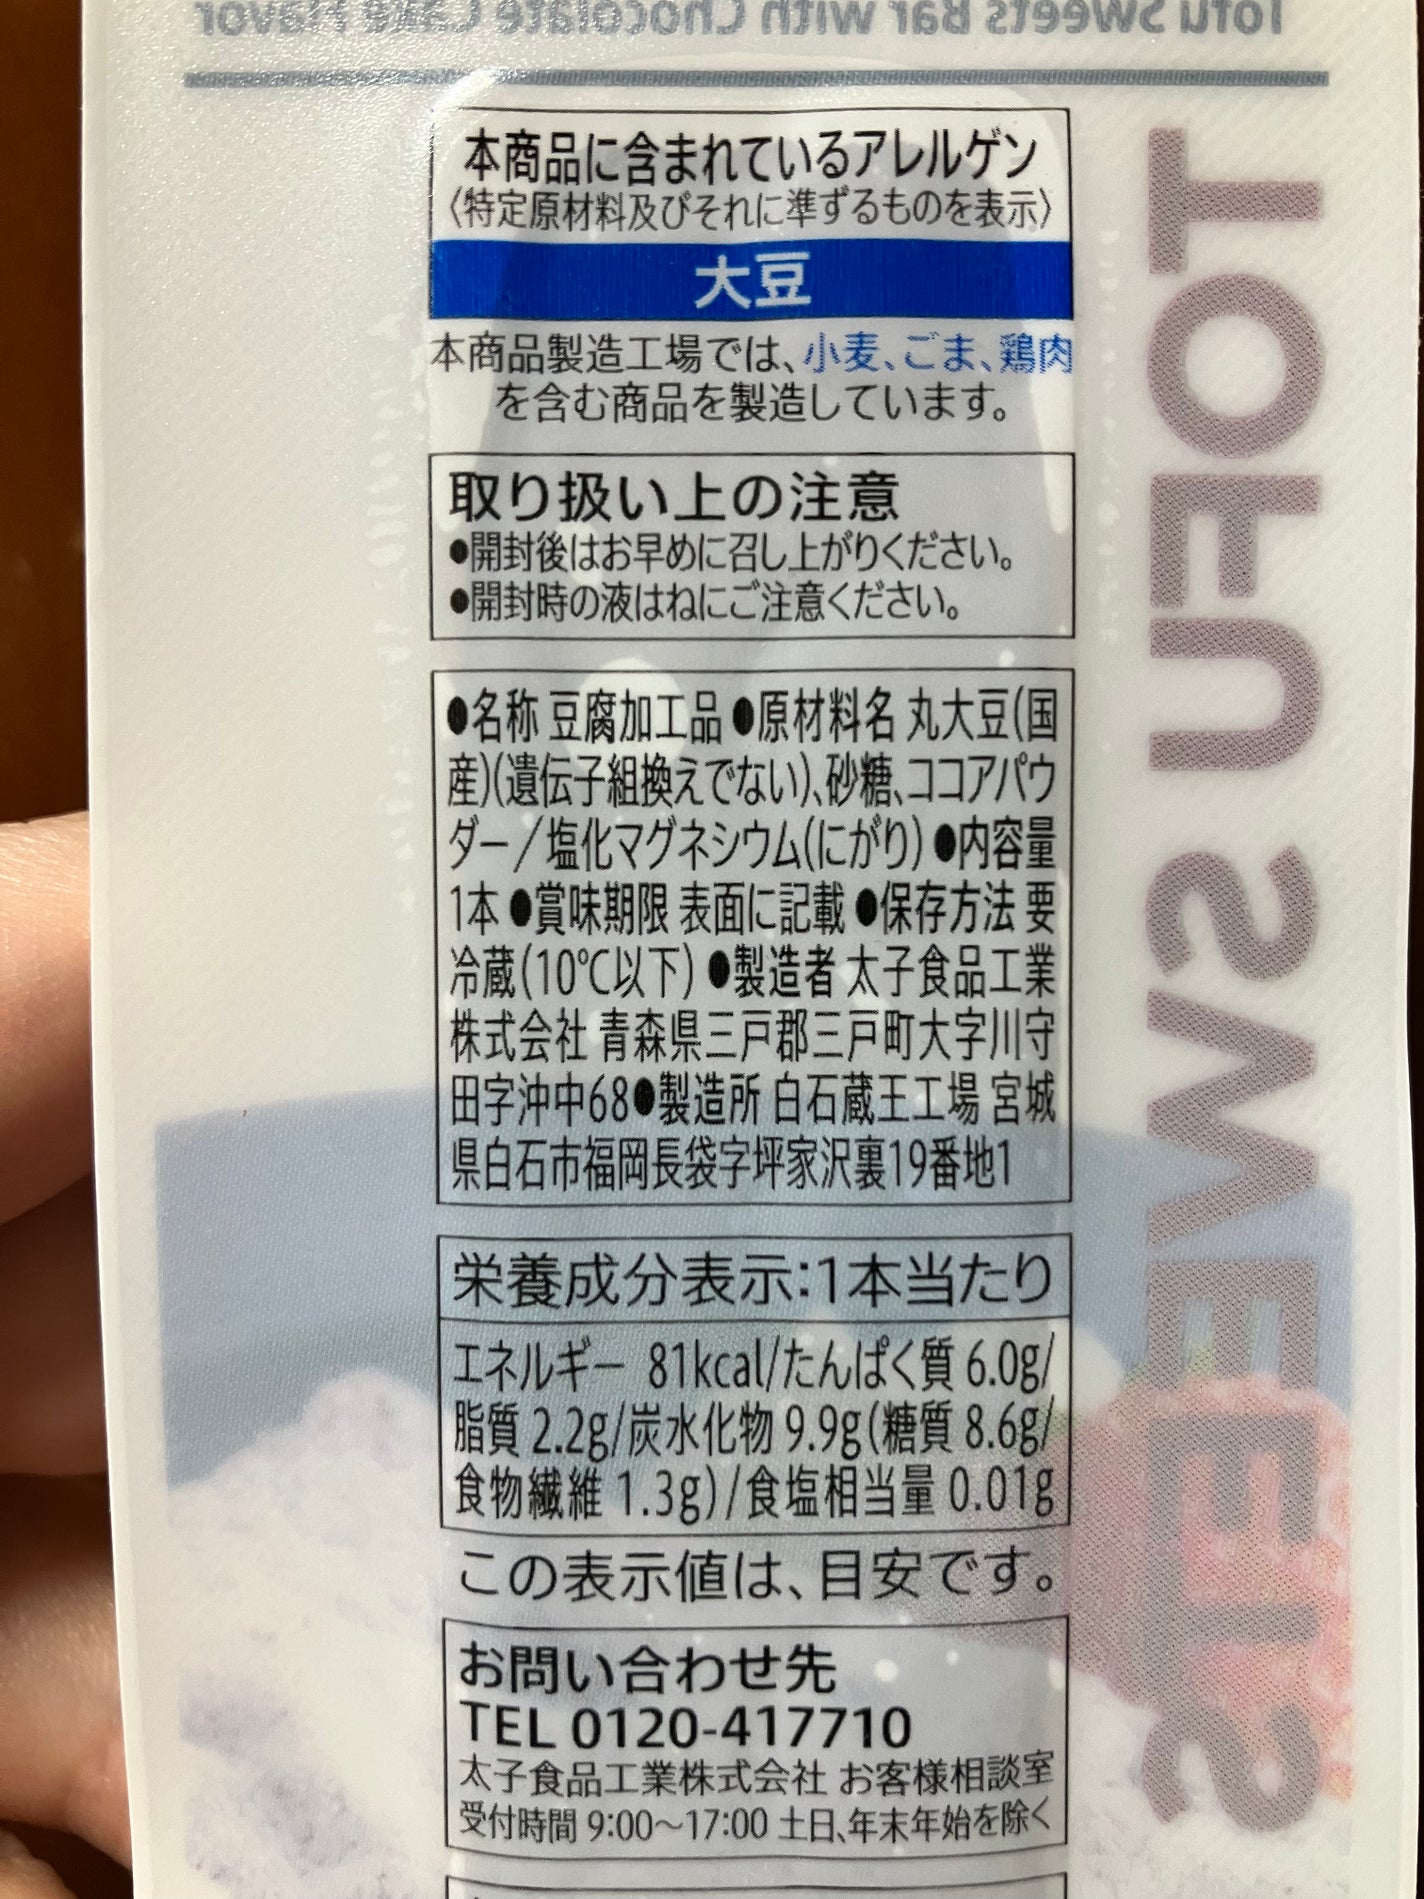 Tofu Sweets Bar with Chocolate Cake Flavor
TOFU SWEETS
本商品に含まれているアレルゲン
〈特定原材料及びそれに準ずるものを表示〉
大豆
本商品製造工場では、小麦、ごま、鶏肉
を含む商品を製造しています。
取り扱い上の注意
●開封後はお早めに召し上がりください。
●開封時の液はねにご注意ください。
●名称 豆腐加工品 ●原材料名 丸大豆(国
産)(遺伝子組換えでない)、砂糖、ココアパウ
ダー/塩化マグネシウム(にがり) ●内容量
1本 ●賞味期限 表面に記載 ●保存方法 要
冷蔵(10℃以下) ●製造者 太子食品工業
株式会社 青森県三戸郡三戸町大字川守
田字沖中68●製造所 白石蔵王工場 宮城
県白石市福岡長袋字坪家沢裏19番地1
栄養成分表示:1本当たり
エネルギー 81kcal/たんぱく質 6.0g/
脂質 2.2g/炭水化物 9.9g(糖質 8.6g/
食物繊維 1.3g)/食塩相当量 0.01g
この表示値は、目安です。
お問い合わせ先
TEL 0120-417710
太子食品工業株式会社 お客様相談室
受付時間 9:00～17:00 土日、年末年始を除く